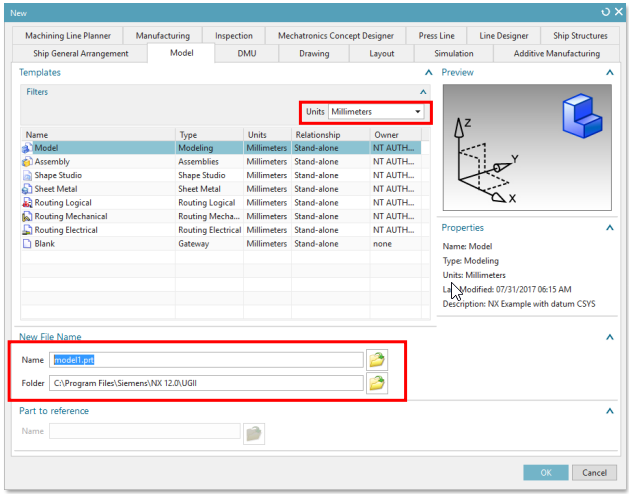 New
Machining Line Planner Manufacturing Inspection Mechatronics Concept Designer Press Line Line Designer Ship Structures
Ship General Arrangement Model DMU Drawing Layout Simulation Additive Manufacturing
Templates
Filters
Units Millimeters
Name Type Units Relationship Owner
Model Modeling Millimeters Stand-alone NT AUTH...
Assembly Assemblies Millimeters Stand-alone NT AUTH...
Shape Studio Shape Studio Millimeters Stand-alone NT AUTH...
Sheet Metal Sheet Metal Millimeters Stand-alone NT AUTH...
Routing Logical Routing Logical Millimeters Stand-alone NT AUTH...
Routing Mechanical Routing Mecha... Millimeters Stand-alone NT AUTH...
Routing Electrical Routing Electrical Millimeters Stand-alone NT AUTH...
Blank Gateway Millimeters Stand-alone none
Preview
Z
Y
X
Properties
Name: Model
Type: Modeling
Units: Millimeters
Modified: 07/31/2017 06:15 AM
Description: NX Example with datum CSYS
New File Name
Name model1.prt
Folder C:\Program Files\Siemens\NX 12.0\UGII
Part to reference
Name
OK Cancel